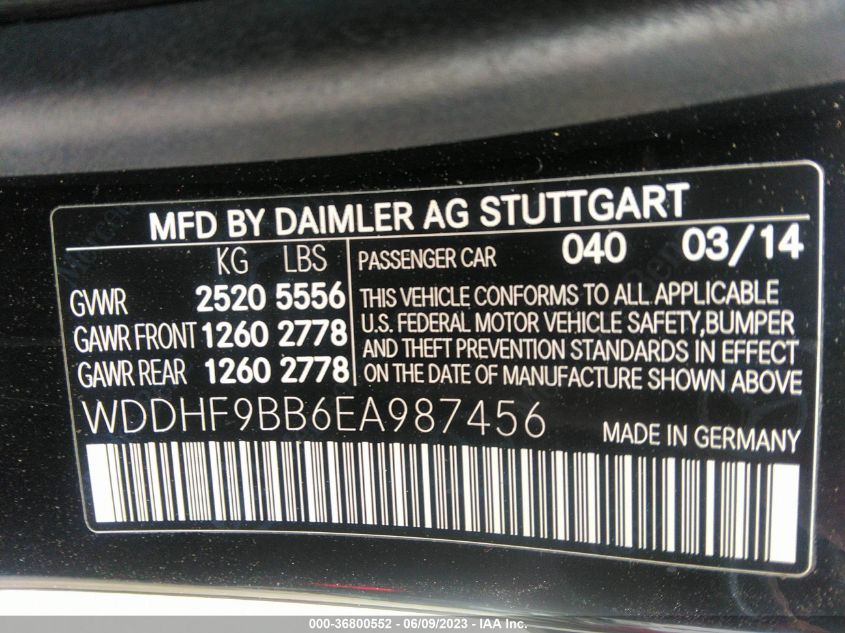 MFD BY DAIMLER AG STUTTGART
KG LBS
PASSENGER CAR 040 03/14
GVWR 2520 5556
GAWR FRONT 1260 2778
GAWR REAR 1260 2778
THIS VEHICLE CONFORMS TO ALL APPLICABLE
U.S. FEDERAL MOTOR VEHICLE SAFETY,BUMPER
AND THEFT PREVENTION STANDARDS IN EFFECT
ON THE DATE OF MANUFACTURE SHOWN ABOVE
WDDHF9BB6EA987456
MADE IN GERMANY
000-36800552 - 06/09/2023 - IAA Inc.